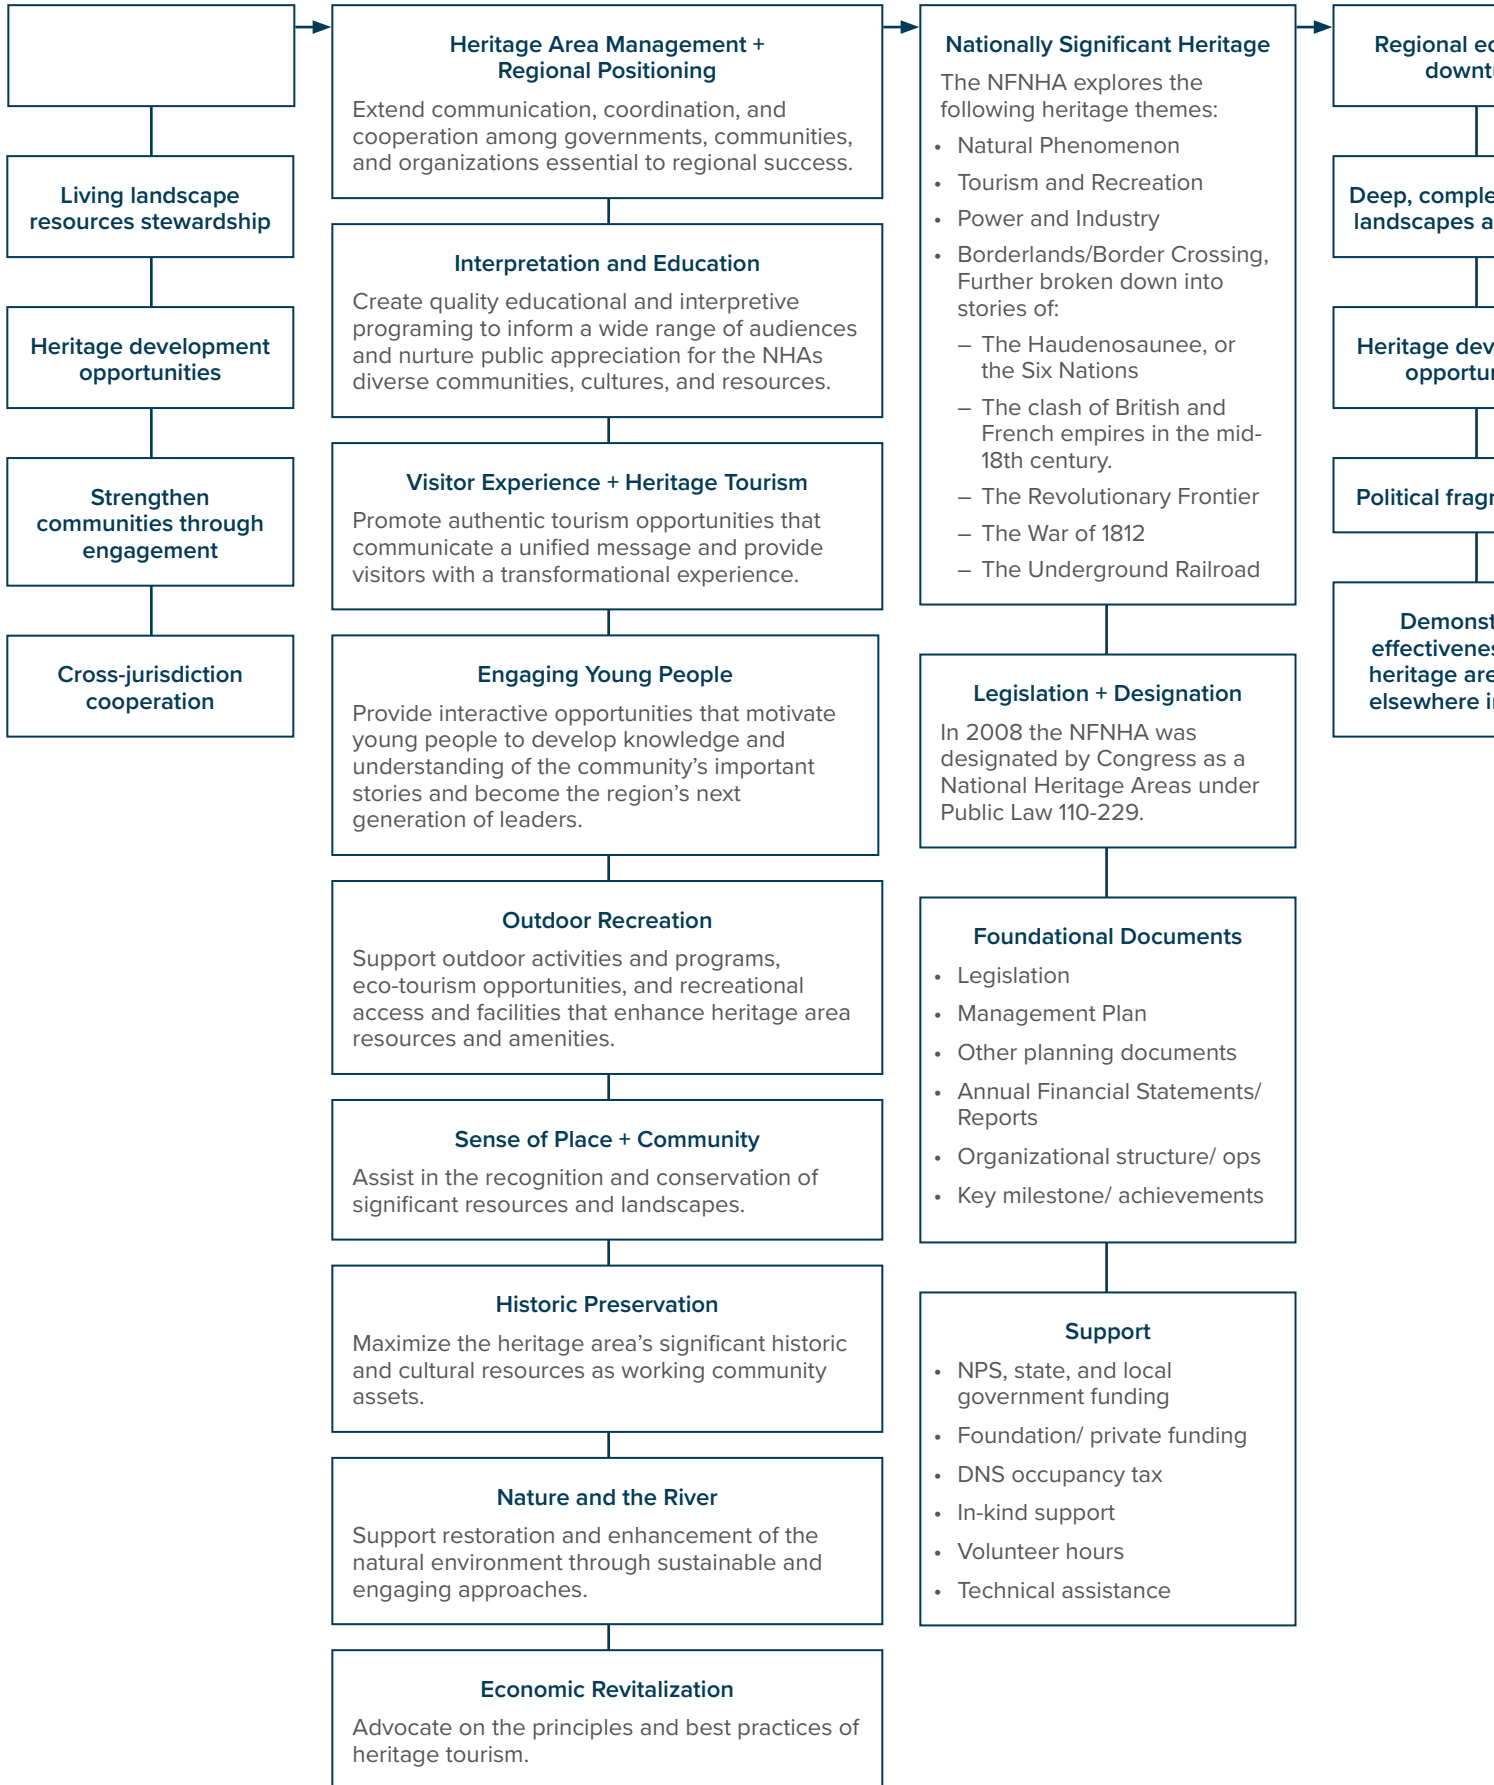 Living landscape
resources stewardship
Heritage development
opportunities
Strengthen
communities through
engagement
Cross-jurisdiction
cooperation
Heritage Area Management +
Regional Positioning
Extend communication, coordination, and
cooperation among governments, communities,
and organizations essential to regional success.
Interpretation and Education
Create quality educational and interpretive
programing to inform a wide range of audiences
and nurture public appreciation for the NHAs
diverse communities, cultures, and resources.
Visitor Experience + Heritage Tourism
Promote authentic tourism opportunities that
communicate a unified message and provide
visitors with a transformational experience.
Engaging Young People
Provide interactive opportunities that motivate
young people to develop knowledge and
understanding of the community’s important
stories and become the region’s next
generation of leaders.
Outdoor Recreation
Support outdoor activities and programs,
eco-tourism opportunities, and recreational
access and facilities that enhance heritage area
resources and amenities.
Sense of Place + Community
Assist in the recognition and conservation of
significant resources and landscapes.
Historic Preservation
Maximize the heritage area’s significant historic
and cultural resources as working community
assets.
Nature and the River
Support restoration and enhancement of the
natural environment through sustainable and
engaging approaches.
Economic Revitalization
Advocate on the principles and best practices of
heritage tourism.
Nationally Significant Heritage
The NFNHA explores the
following heritage themes:
• Natural Phenomenon
• Tourism and Recreation
• Power and Industry
• Borderlands/Border Crossing,
Further broken down into
stories of:
– The Haudenosaunee, or
the Six Nations
– The clash of British and
French empires in the mid-
18th century.
– The Revolutionary Frontier
– The War of 1812
– The Underground Railroad
Legislation + Designation
In 2008 the NFNHA was
designated by Congress as a
National Heritage Areas under
Public Law 110-229.
Foundational Documents
• Legislation
• Management Plan
• Other planning documents
• Annual Financial Statements/
Reports
• Organizational structure/ ops
• Key milestone/ achievements
Support
• NPS, state, and local
government funding
• Foundation/ private funding
• DNS occupancy tax
• In-kind support
• Volunteer hours
• Technical assistance
Regional
Deep,
landscapes
Heritage
Political
heritage
elsewhere